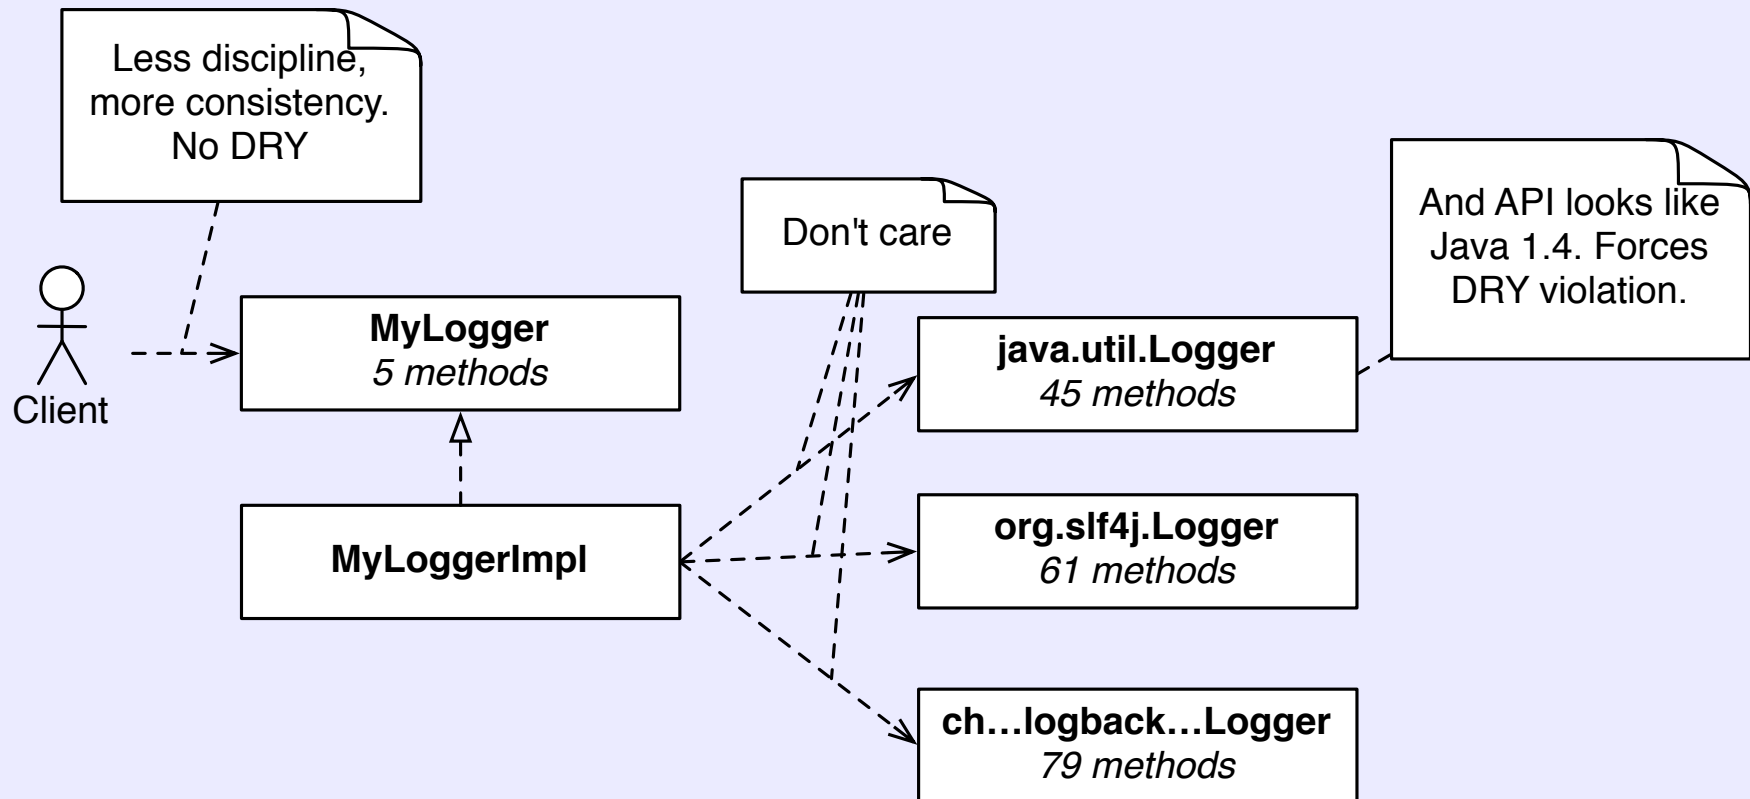 Less discipline,
more consistency.
No DRY
Don't care
And API looks like
Java 1.4. Forces
DRY violation.
Client
MyLogger
5 methods
java.util.Logger
45 methods
MyLoggerImpl
org.slf4j.Logger
61 methods
ch...logback...Logger
79 methods